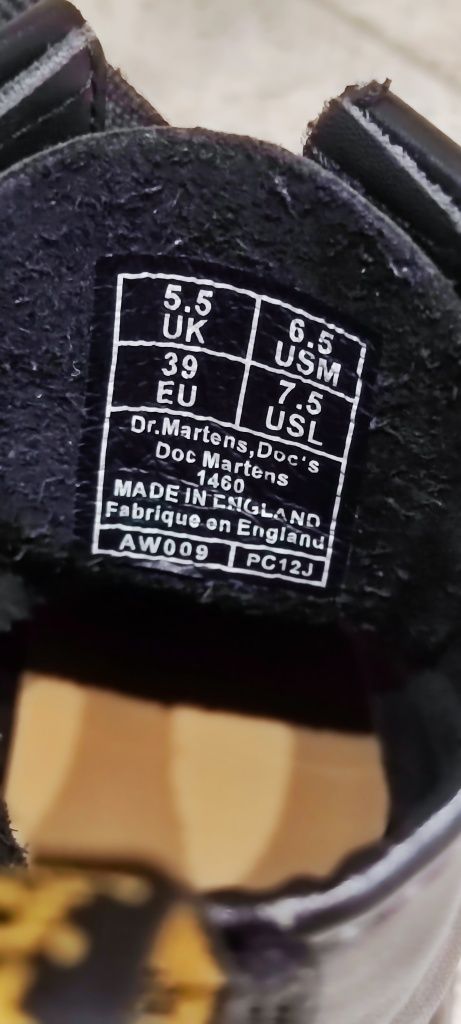 5.5 UK
6.5 USM
39 EU
7.5 USL
Dr.Martens,Doc's
Doc Martens
1460
MADE IN ENGLAND
Fabrique en England
AW009
PC12J